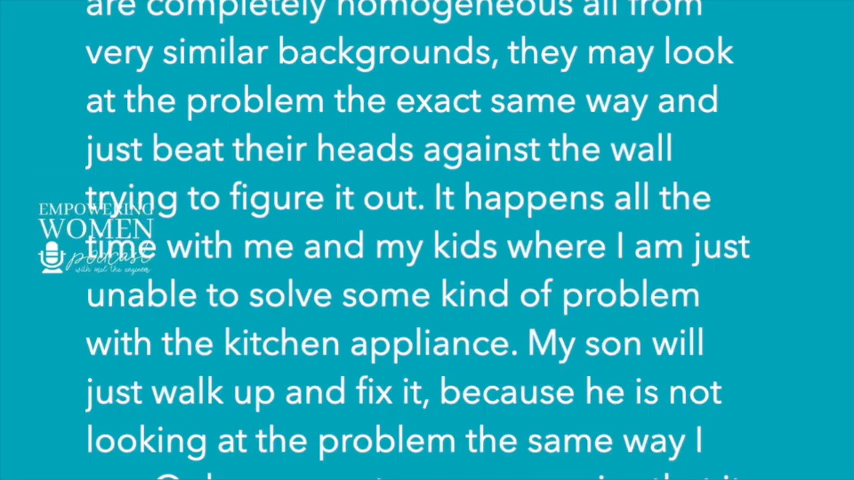 are completely homogeneous all from
very similar backgrounds, they may look
at the problem the exact same way and
just beat their heads against the wall
trying to figure it out. It happens all the
time with me and my kids where I am just
unable to solve some kind of problem
with the kitchen appliance. My son will
just walk up and fix it, because he is not
looking at the problem the same way I
EMPOWERING
WOMEN
podcast
with mel the engineer